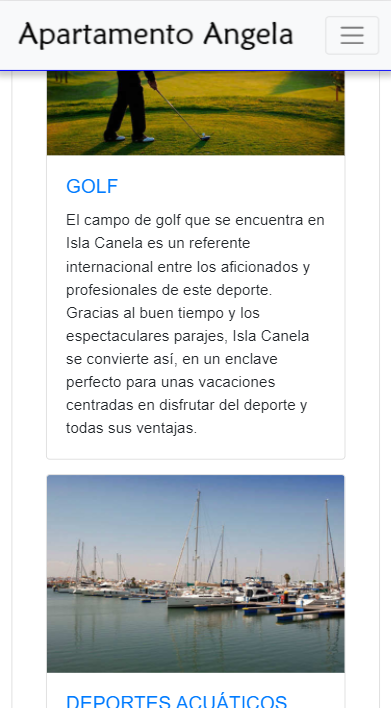 Apartamento Angela
GOLF
El campo de golf que se encuentra en
Isla Canela es un referente
internacional entre los aficionados y
profesionales de este deporte.
Gracias al buen tiempo y los
espectaculares parajes, Isla Canela
se convierte así, en un enclave
perfecto para unas vacaciones
centradas en disfrutar del deporte y
todas sus ventajas.
DEPORTES ACUÁTICOS